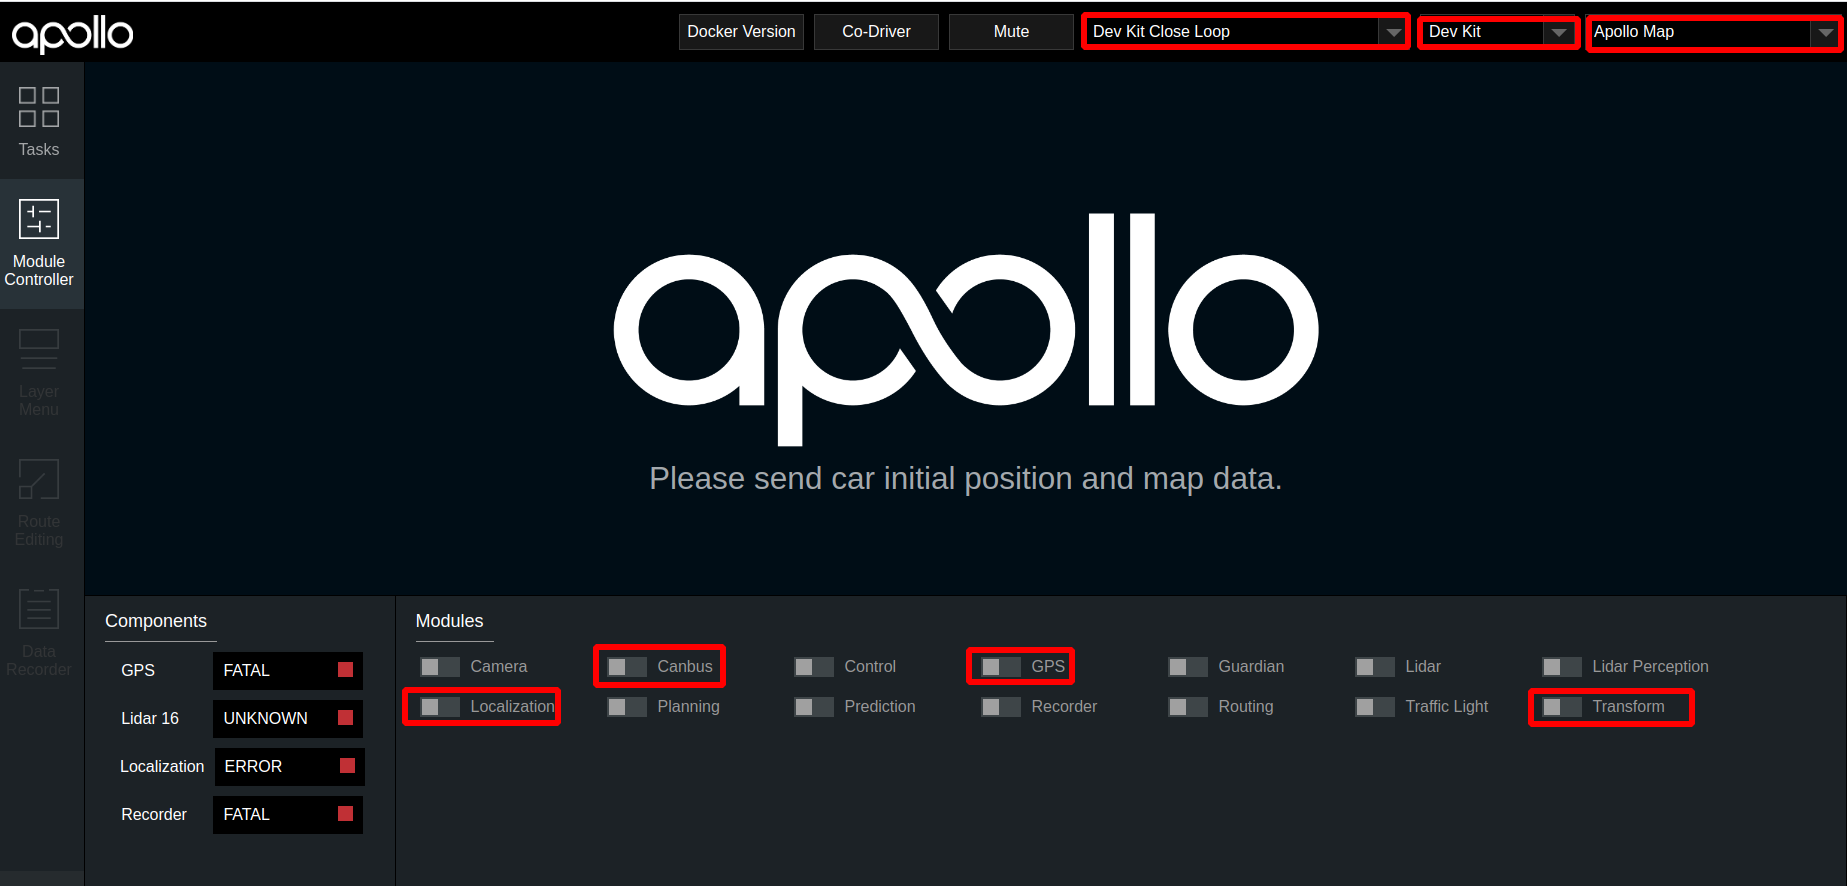 apollo
Docker Version
Co-Driver
Mute
Dev Kit Close Loop
Dev Kit
Apollo Map
Tasks
Module
Controller
Layer
Menu
Route
Editing
Data
Recorder
apollo
Please send car initial position and map data.
Components
GPS FATAL
Lidar 16 UNKNOWN
Localization ERROR
Recorder FATAL
Modules
Camera Canbus Control GPS Guardian Lidar Lidar Perception
Localization Planning Prediction Recorder Routing Traffic Light Transform